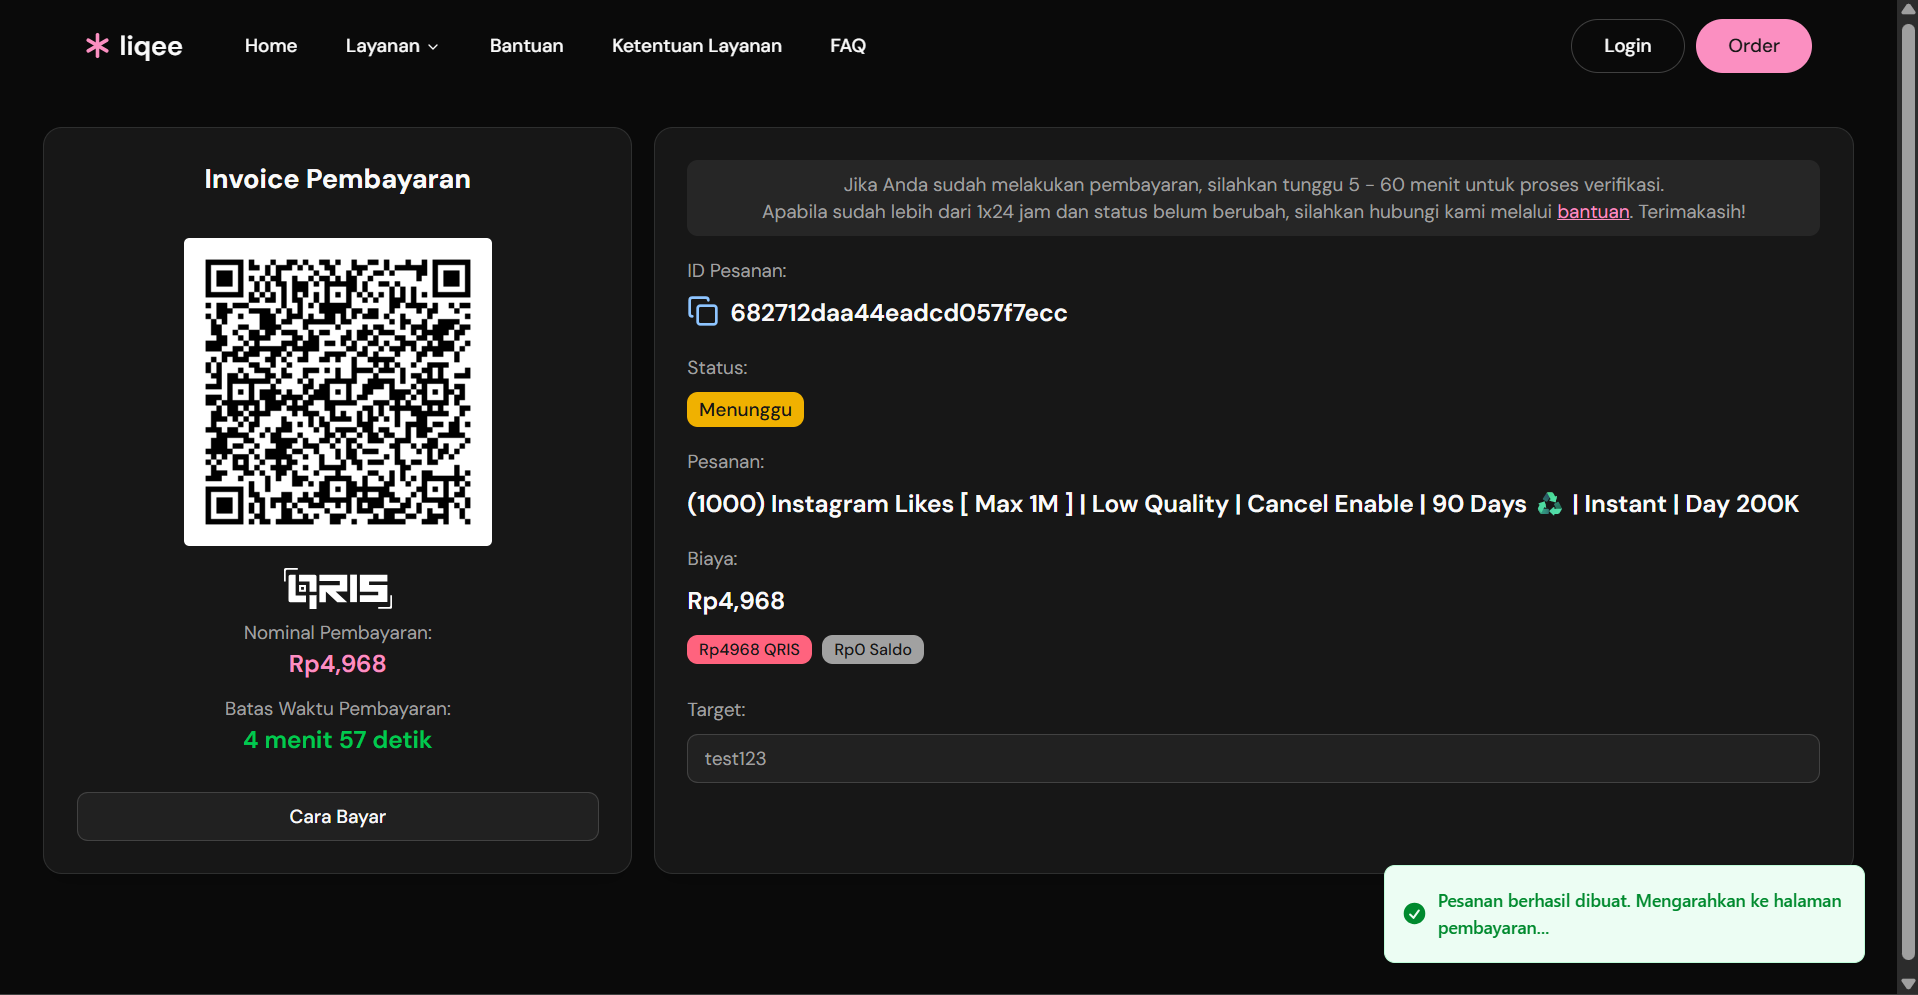 liqee
Home
Layanan
Bantuan
Ketentuan Layanan
FAQ
Login
Order
Invoice Pembayaran
QRIS
Nominal Pembayaran:
Rp4,968
Batas Waktu Pembayaran:
4 menit 57 detik
Cara Bayar
Jika Anda sudah melakukan pembayaran, silahkan tunggu 5 - 60 menit untuk proses verifikasi.
Apabila sudah lebih dari 1x24 jam dan status belum berubah, silahkan hubungi kami melalui bantuan. Terimakasih!
ID Pesanan:
682712daa44eadcd057f7ecc
Status:
Menunggu
Pesanan:
(1000) Instagram Likes [ Max 1M ] | Low Quality | Cancel Enable | 90 Days ♻️ | Instant | Day 200K
Biaya:
Rp4,968
Rp4968 QRIS
Rp0 Saldo
Target:
test123
Pesanan berhasil dibuat. Mengarahkan ke halaman
pembayaran...